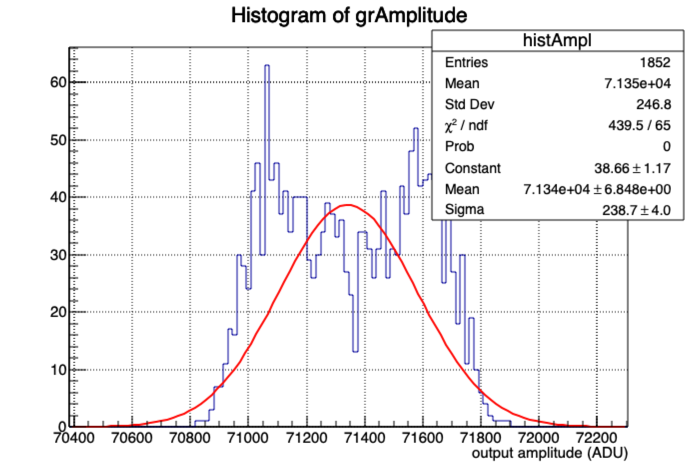 Histogram of grAmplitude
histAmpl
Entries 1852
Mean 7.135e+04
Std Dev 246.8
χ² / ndf 439.5 / 65
Prob 0
Constant 38.66 ± 1.17
Mean 7.134e+04 ± 6.848e+00
Sigma 238.7 ± 4.0
60
50
40
30
20
10
0
70400 70600 70800 71000 71200 71400 71600 71800 72000 72200
output amplitude (ADU)